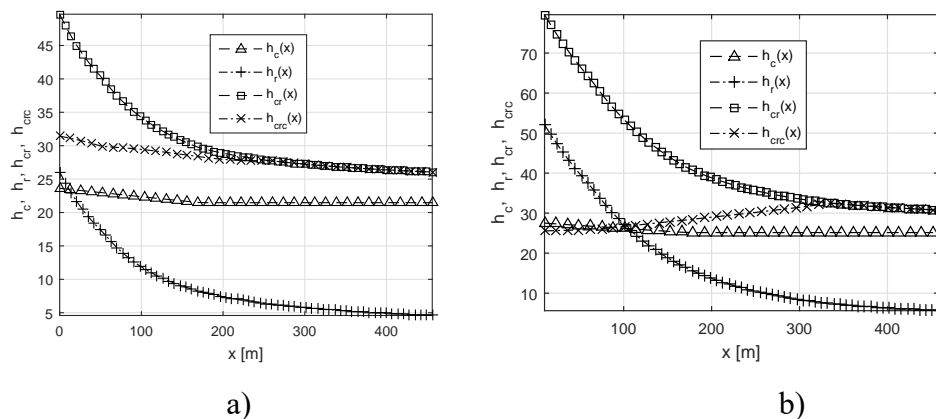 45
40
35
30
25
20
15
10
5
0
100
200
300
400
x [m]
h_c, h_r, h_cr, h_crc
h_c(x)
h_r(x)
h_cr(x)
h_crc(x)
a)
70
60
50
40
30
20
10
100
200
300
400
x [m]
h_c, h_r, h_cr, h_crc
h_c(x)
h_r(x)
h_cr(x)
h_crc(x)
b)